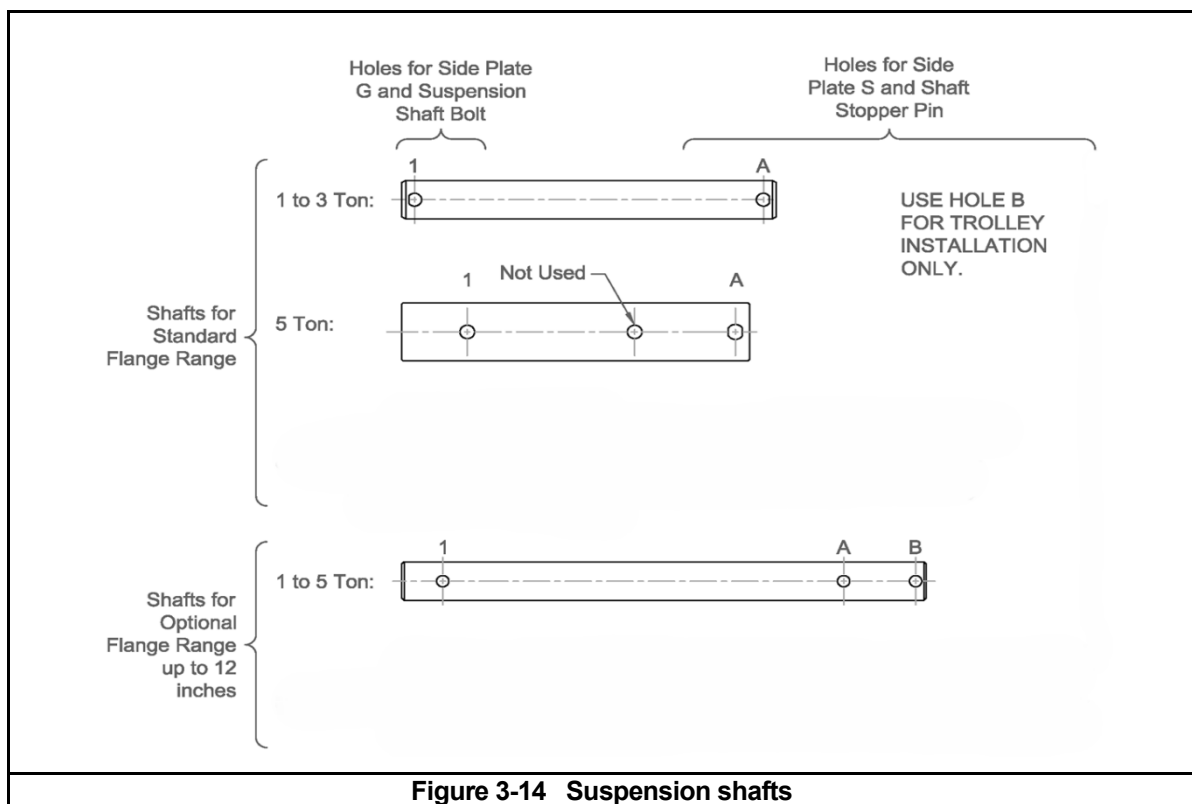 Holes for Side Plate
G and Suspension
Shaft Bolt
Holes for Side
Plate S and Shaft
Stopper Pin
1
A
1 to 3 Ton:
USE HOLE B
FOR TROLLEY
INSTALLATION
ONLY.
Not Used
1
A
5 Ton:
Shafts for
Standard
Flange Range
1
A
B
1 to 5 Ton:
Shafts for
Optional
Flange Range
up to 12
inches
Figure 3-14 Suspension shafts